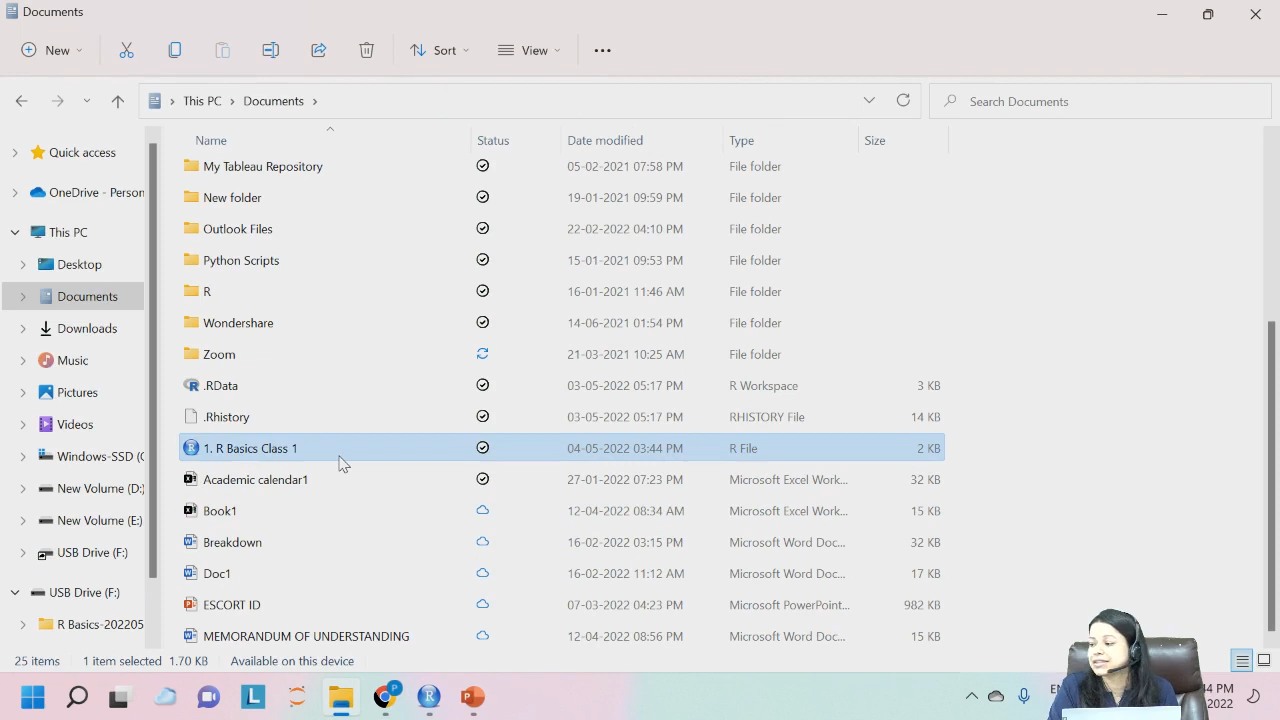 Documents
New
Sort
View
This PC
Documents
Search Documents
Name Status Date modified Type Size
Quick access
OneDrive - Person
This PC
Desktop
Documents
Downloads
Music
Pictures
Videos
Windows-SSD (C
New Volume (D:)
New Volume (E:)
USB Drive (F:)
USB Drive (F:)
R Basics-202205
My Tableau Repository 05-02-2021 07:58 PM File folder
New folder 19-01-2021 09:59 PM File folder
Outlook Files 22-02-2022 04:10 PM File folder
Python Scripts 15-01-2021 09:53 PM File folder
R 16-01-2021 11:46 AM File folder
Wondershare 14-06-2021 01:54 PM File folder
Zoom 21-03-2021 10:25 AM File folder
.RData 03-05-2022 05:17 PM R Workspace 3 KB
.Rhistory 03-05-2022 05:17 PM RHISTORY File 14 KB
1. R Basics Class 1 04-05-2022 03:44 PM R File 2 KB
Academic calendar1 27-01-2022 07:23 PM Microsoft Excel Work... 32 KB
Book1 12-04-2022 08:34 AM Microsoft Excel Work... 15 KB
Breakdown 16-02-2022 03:15 PM Microsoft Word Doc... 32 KB
Doc1 16-02-2022 11:12 AM Microsoft Word Doc... 17 KB
ESCORT ID 07-03-2022 04:23 PM Microsoft PowerPoint... 982 KB
MEMORANDUM OF UNDERSTANDING 12-04-2022 08:56 PM Microsoft Word Doc... 15 KB
25 items 1 item selected 1.70 KB Available on this device
44 PM
2022